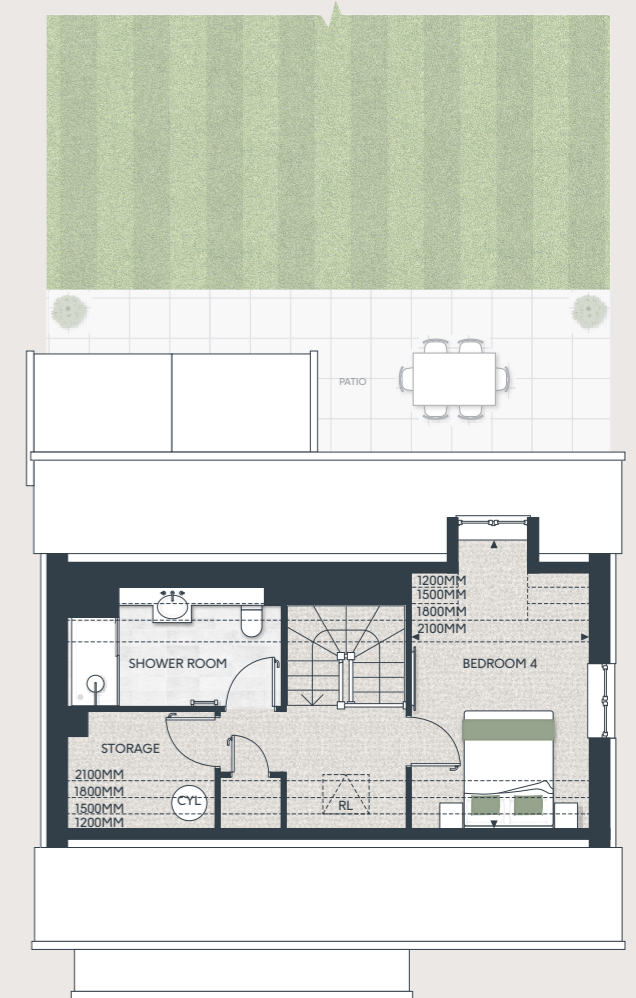 PATIO
1200MM
1500MM
1800MM
2100MM
SHOWER ROOM
BEDROOM 4
STORAGE
2100MM
1800MM
1500MM
1200MM
CYL
RL